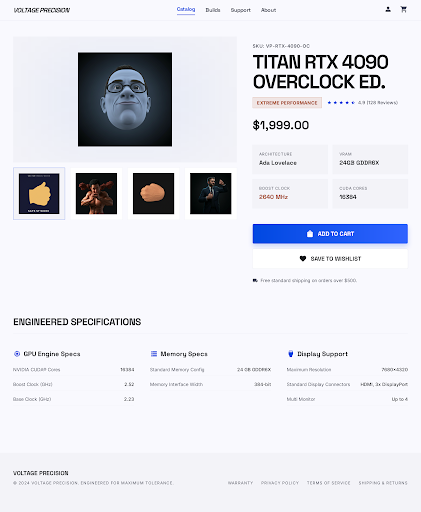 VOLTAGE PRECISION
Catalog Builds Support About
SKU: VP-RTX-4090-OC
TITAN RTX 4090
OVERCLOCK ED.
EXTREME PERFORMANCE
4.9 (128 Reviews)
$1,999.00
ARCHITECTURE
Ada Lovelace
VRAM
24GB GDDR6X
BOOST CLOCK
2640 MHz
CUDA CORES
16384
ADD TO CART
SAVE TO WISHLIST
Free standard shipping on orders over $500.
ENGINEERED SPECIFICATIONS
GPU Engine Specs
NVIDIA CUDA® Cores 16384
Boost Clock (GHz) 2.52
Base Clock (GHz) 2.23
Memory Specs
Standard Memory Config 24 GB GDDR6X
Memory Interface Width 384-bit
Display Support
Maximum Resolution 7680x4320
Standard Display Connectors HDMI, 3x DisplayPort
Multi Monitor Up to 4
VOLTAGE PRECISION
© 2024 VOLTAGE PRECISION. ENGINEERED FOR MAXIMUM TOLERANCE.
WARRANTY PRIVACY POLICY TERMS OF SERVICE SHIPPING & RETURNS